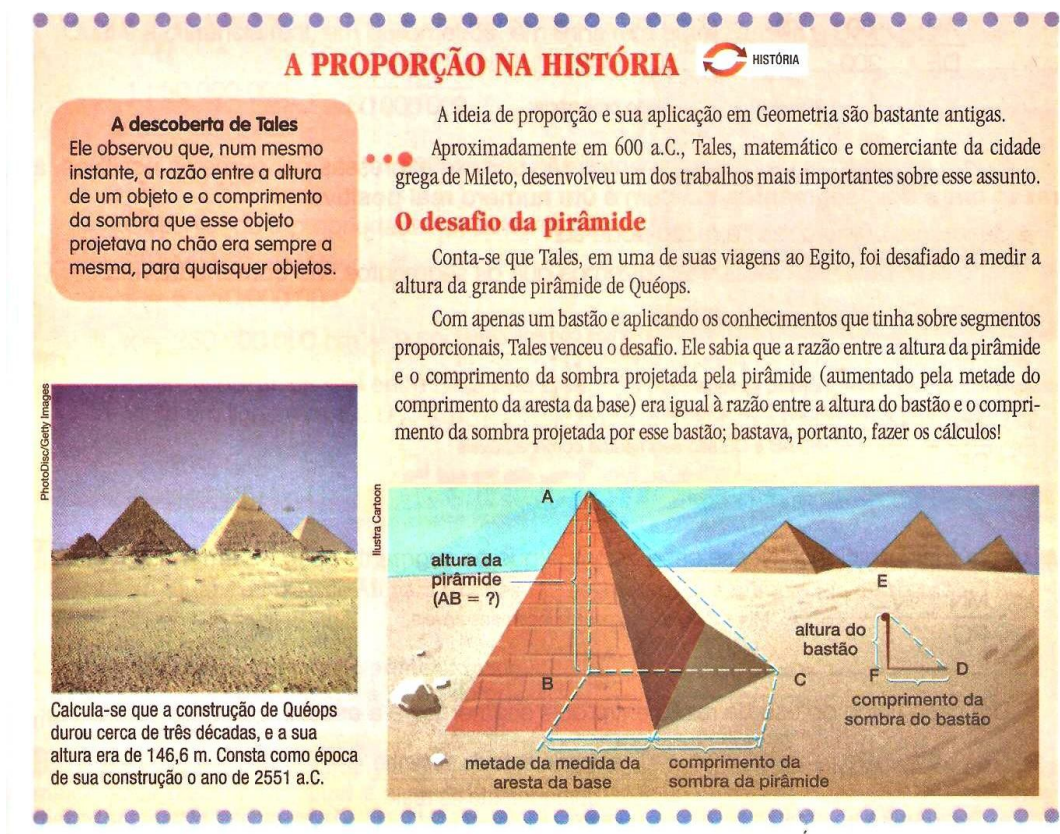 A PROPORÇÃO NA HISTÓRIA
HISTÓRIA
A descoberta de Tales
Ele observou que, num mesmo
instante, a razão entre a altura
de um objeto e o comprimento
da sombra que esse objeto
projetava no chão era sempre a
mesma, para quaisquer objetos.
A ideia de proporção e sua aplicação em Geometria são bastante antigas.
Aproximadamente em 600 a.C., Tales, matemático e comerciante da cidade
grega de Mileto, desenvolveu um dos trabalhos mais importantes sobre esse assunto.
O desafio da pirâmide
Conta-se que Tales, em uma de suas viagens ao Egito, foi desafiado a medir a
altura da grande pirâmide de Quéops.
Com apenas um bastão e aplicando os conhecimentos que tinha sobre segmentos
proporcionais, Tales venceu o desafio. Ele sabia que a razão entre a altura da pirâmide
e o comprimento da sombra projetada pela pirâmide (aumentado pela metade do
comprimento da aresta da base) era igual à razão entre a altura do bastão e o compri-
mento da sombra projetada por esse bastão; bastava, portanto, fazer os cálculos!
PhotoDisc/Getty Images
Calcula-se que a construção de Quéops
durou cerca de três décadas, e a sua
altura era de 146,6 m. Consta como época
de sua construção o ano de 2551 a.C.
Ilustra Cartoon
A
altura da
pirâmide
(AB = ?)
B
C
metade da medida da
aresta da base
comprimento da
sombra da pirâmide
E
altura do
bastão
F
D
comprimento da
sombra do bastão